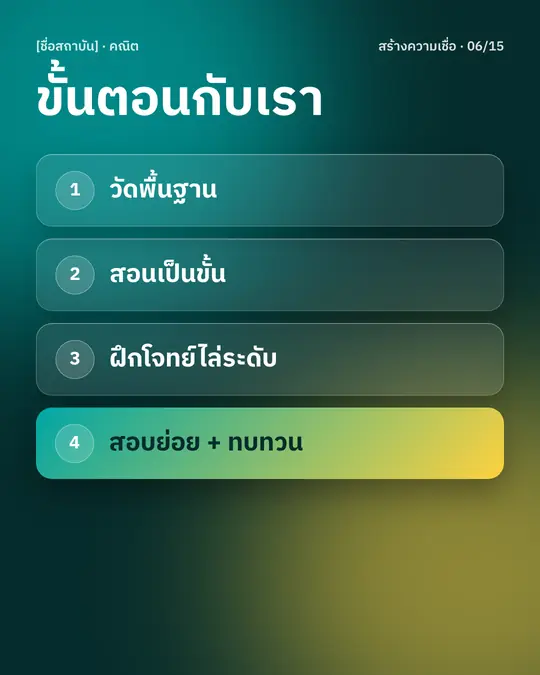 [ชื่อสถาบัน] · คณิต
สร้างความเชื่อ · 06/15
ขั้นตอนกับเรา
1 วัดพื้นฐาน
2 สอนเป็นขั้น
3 ฝึกโจทย์ไล่ระดับ
4 สอบย่อย + ทบทวน